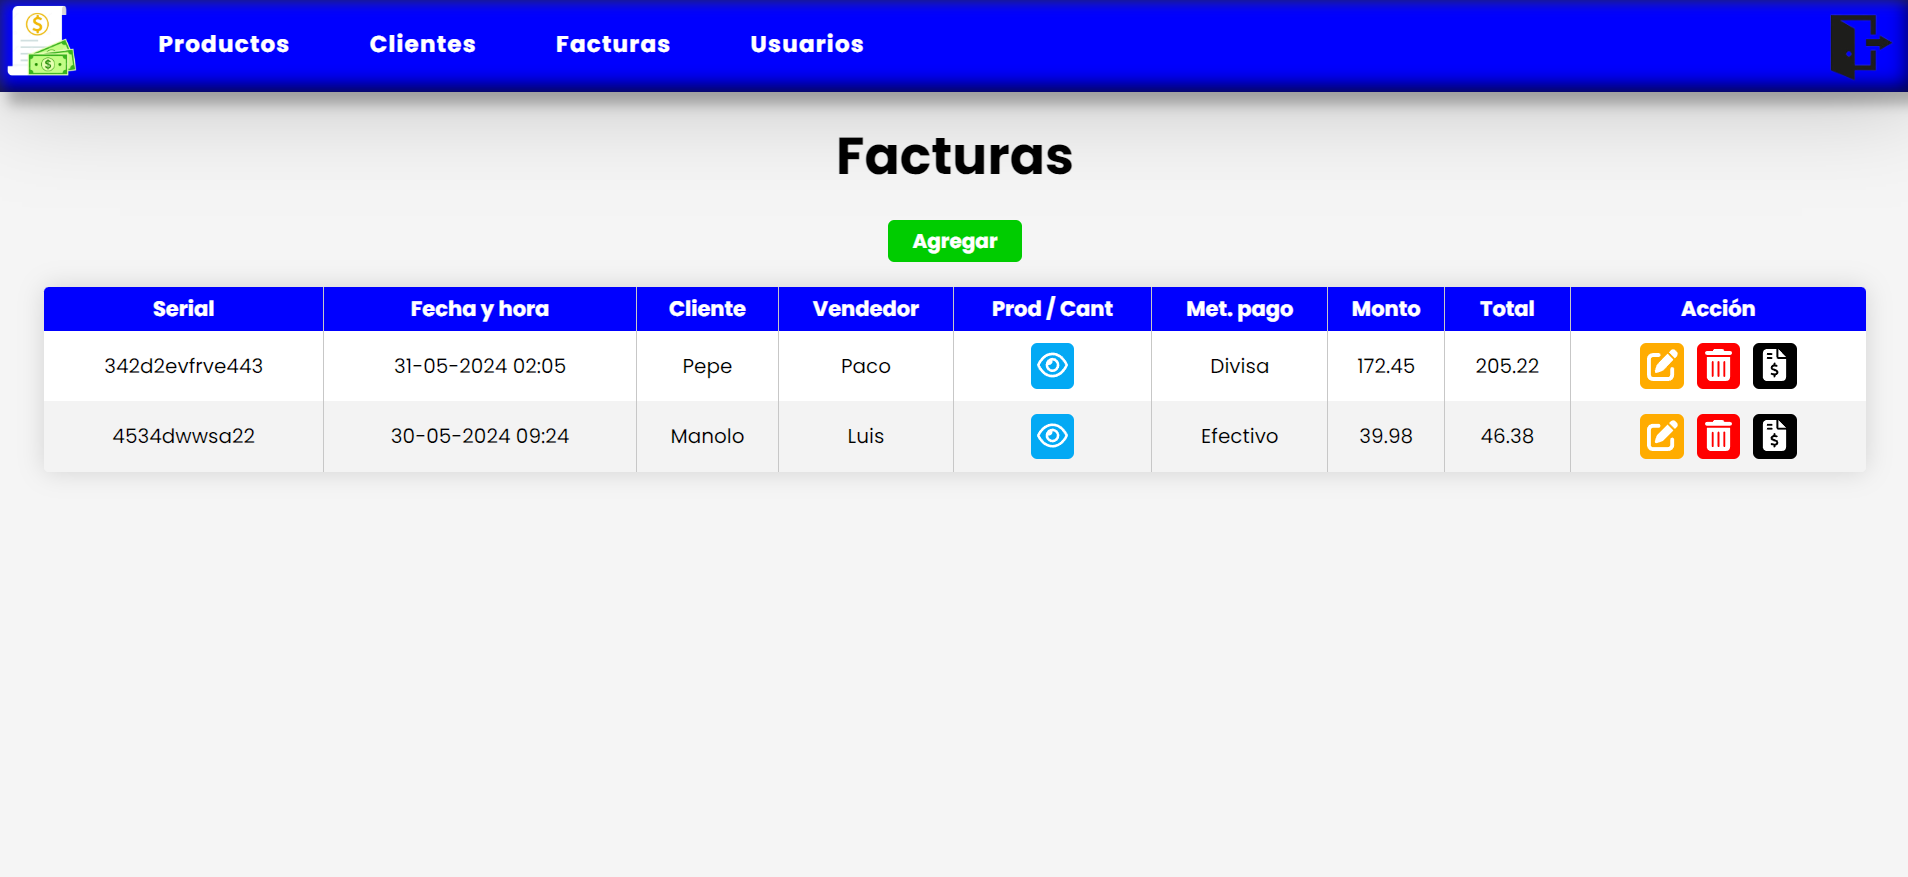 Productos Clientes Facturas Usuarios
Facturas
Agregar
Serial Fecha y hora Cliente Vendedor Prod / Cant Met. pago Monto Total Acción
342d2evfrve443 31-05-2024 02:05 Pepe Paco Divisa 172.45 205.22
4534dwwsa22 30-05-2024 09:24 Manolo Luis Efectivo 39.98 46.38